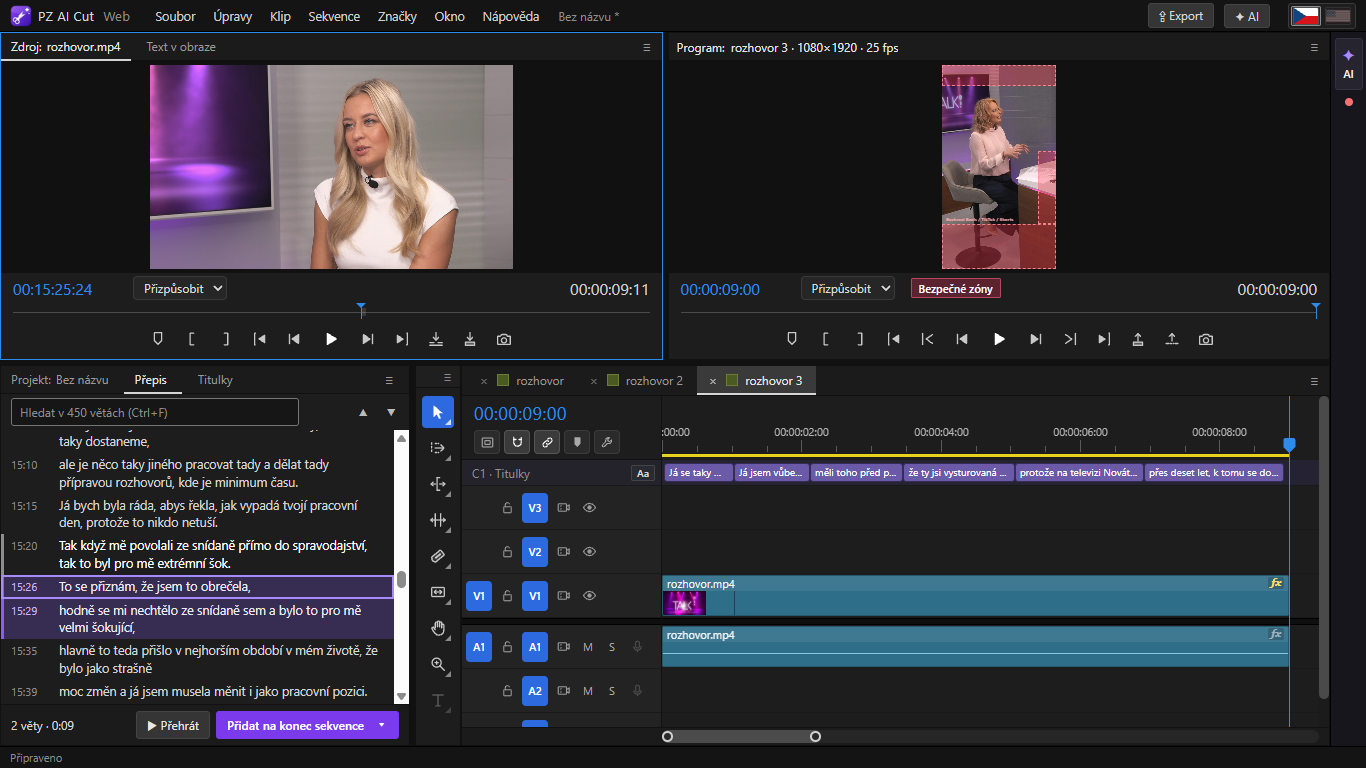 PZ AI Cut Web Soubor Úpravy Klip Sekvence Značky Okno Nápověda Bez názvu * Export AI
Zdroj: rozhovor.mp4 Text v obraze
Program: rozhovor 3 · 1080×1920 · 25 fps
AI
TALK
00:15:25:24 Přizpůsobit 00:00:09:11
00:00:09:00 Přizpůsobit Bezpečné zóny 00:00:09:00
Projekt: Bez názvu Přepis Titulky
Hledat v 450 větách (Ctrl+F)
taky dostaneme,
15:10 ale je něco taky jiného pracovat tady a dělat tady
přípravou rozhovorů, kde je minimum času.
15:15 Já bych byla ráda, abys řekla, jak vypadá tvojí pracovní
den, protože to nikdo netuší.
15:20 Tak když mě povolali ze snídaně přímo do spravodajství,
tak to byl pro mě extrémní šok.
15:26 To se přiznám, že jsem to obrečela,
15:29 hodně se mi nechtělo ze snídaně sem a bylo to pro mě
velmi šokující,
15:35 hlavně to teda přišlo v nejhorším období v mém životě, že
bylo jako strašně
15:39 moc změn a já jsem musela měnit i jako pracovní pozici.
2 věty · 0:09 Přehrát Přidat na konec sekvence
rozhovor rozhovor 2 rozhovor 3
00:00:09:00
:00:00 00:00:02:00 00:00:04:00 00:00:06:00 00:00:08:00
C1 · Titulky Aa
Já se taky ... Já jsem vůbe... měli toho před p... že ty jsi vysturovaná ... protože na televizi Novát... přes deset let, k tomu se do...
V3
V2
V1 V1 rozhovor.mp4 fx
TALK
A1 A1 M S rozhovor.mp4 fx
A2 M S
Připraveno